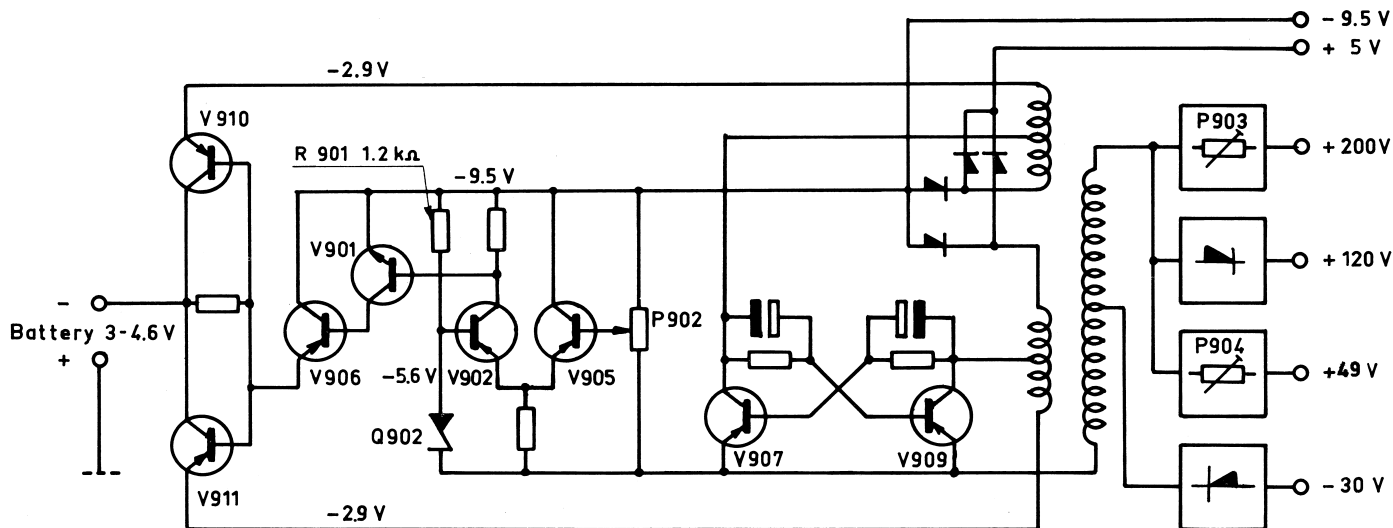 - 9.5 V
+ 5 V
-2.9 V
V 910
P903
R 901 1.2 kΩ
+ 200 V
-9.5 V
V901
+ 120 V
-
Battery 3-4.6 V
+
P902
P904
V906
-5.6 V
V902
V905
+49 V
Q902
V907
V909
V911
- 30 V
-2.9 V